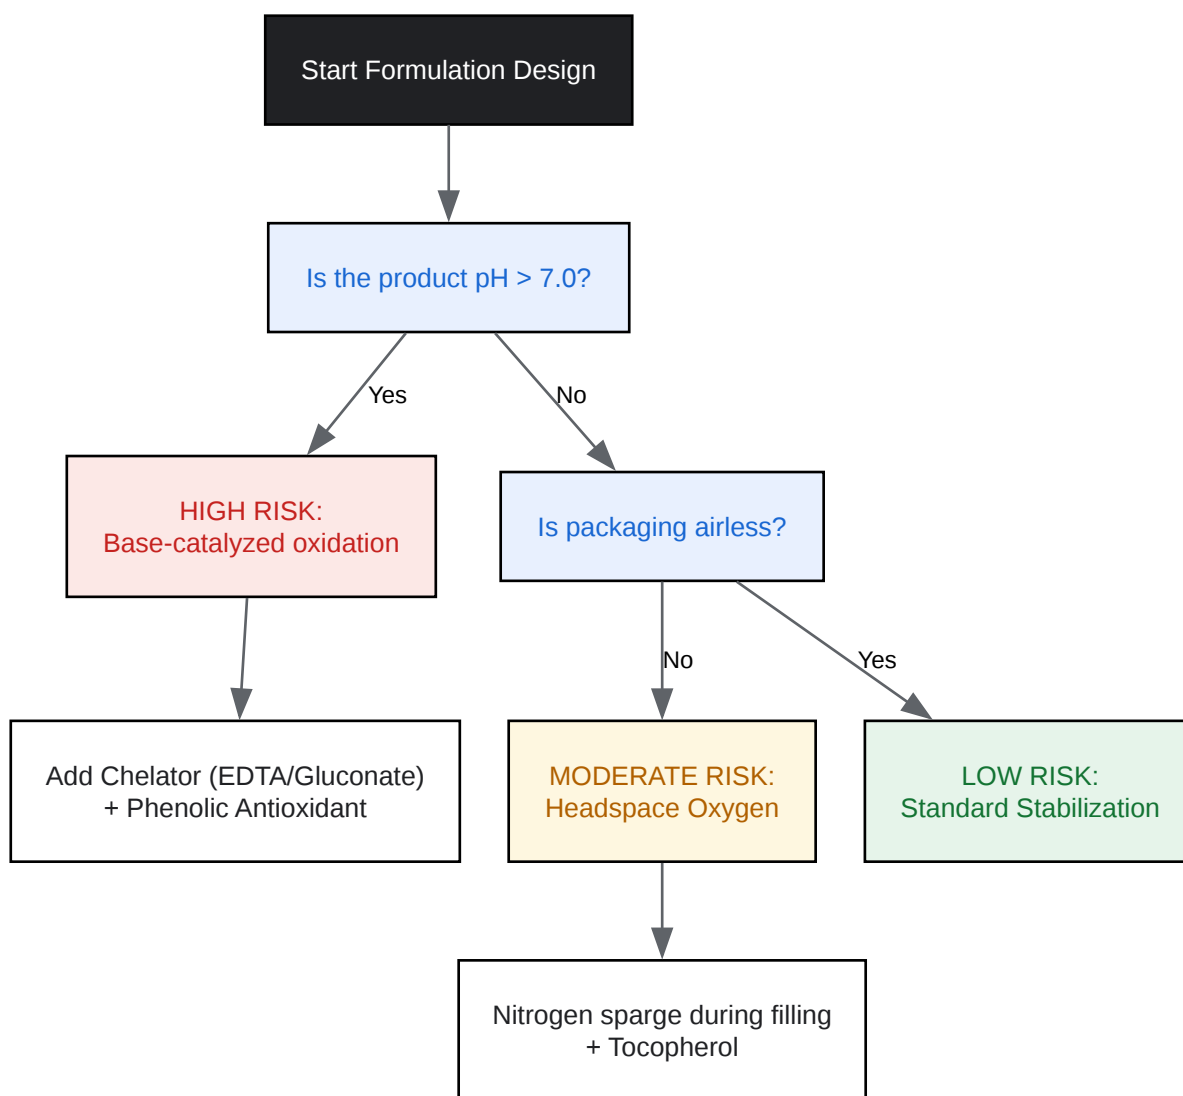 Start Formulation Design
Is the product pH > 7.0?
Yes
No
HIGH RISK:
Base-catalyzed oxidation
Is packaging airless?
No
Yes
Add Chelator (EDTA/Gluconate)
+ Phenolic Antioxidant
MODERATE RISK:
Headspace Oxygen
LOW RISK:
Standard Stabilization
Nitrogen sparge during filling
+ Tocopherol